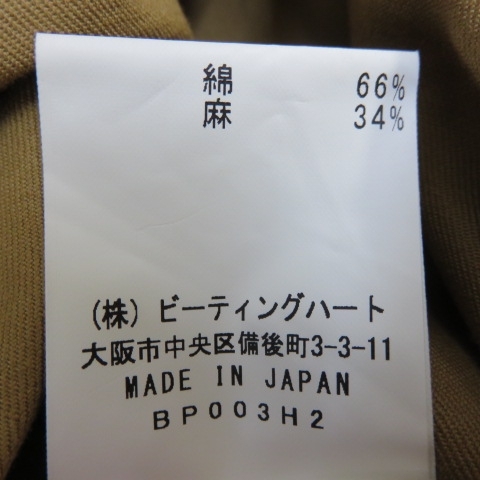 綿 66%
麻 34%
(株)ビーティングハート
大阪市中央区備後町3-3-11
MADE IN JAPAN
BP003H2